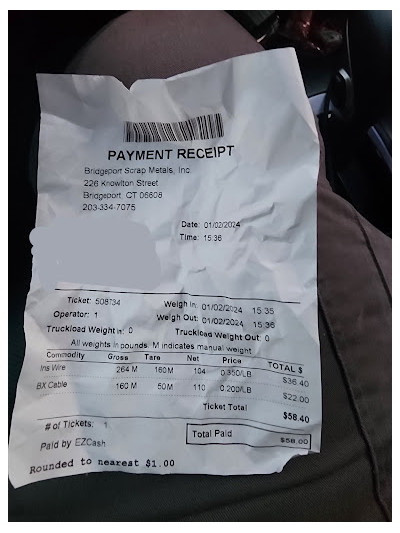 PAYMENT RECEIPT
Bridgeport Scrap Metals, Inc.
226 Knowlton Street
Bridgeport, CT 06608
203-334-7075
Date: 01/02/2024
Time: 15:36
Ticket: 508734 Weigh In: 01/02/2024 15:35
Operator: 1 Weigh Out: 01/02/2024 15:36
Truckload Weight In: 0 Truckload Weight Out: 0
All weights in pounds. M indicates manual weight
Commodity Gross Tare Net Price TOTAL $
Ins Wire 264 M 160M 104 0.350/LB $36.40
BX Cable 160 M 50M 110 0.200/LB $22.00
Ticket Total $58.40
# of Tickets: 1
Total Paid $58.00
Paid by EZCash
Rounded to nearest $1.00